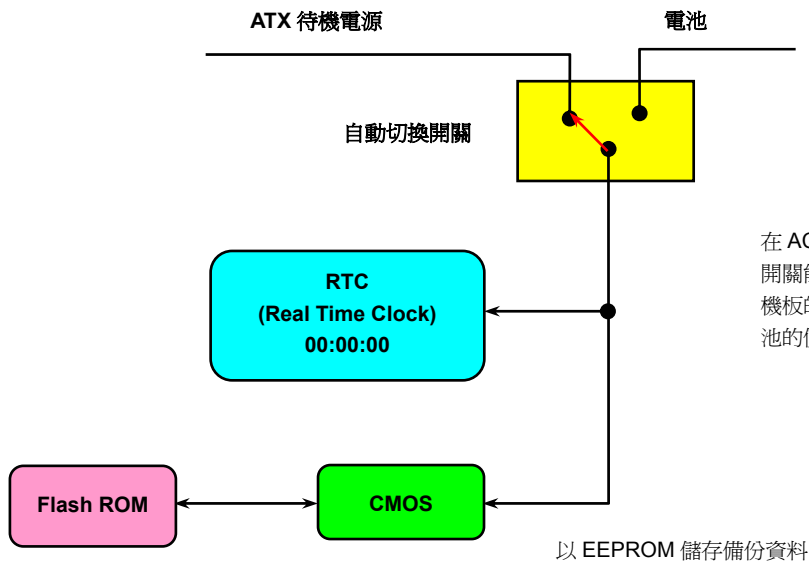 ATX 待機電源
電池
自動切換開關
在 AC
開關
機板的
池的
RTC
(Real Time Clock)
00:00:00
Flash ROM
CMOS
以 EEPROM 儲存備份資料